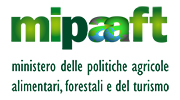 mipaaft
ministero delle politiche agricole
alimentari, forestali e del turismo